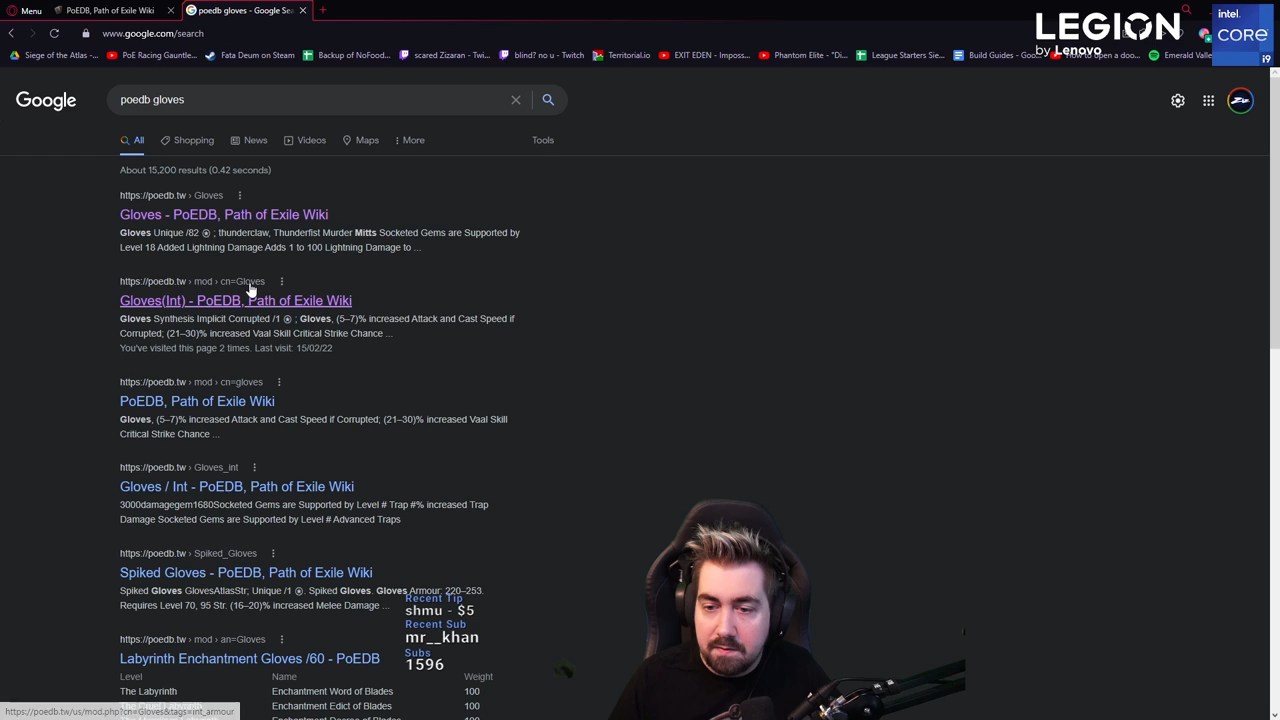 Menu
PoEDB, Path of Exile Wiki
poedb gloves - Google Sea
www.google.com/search
LEGION
by Lenovo
intel.
CORE
i9
Siege of the Atlas -...
PoE Racing Gauntle...
Fata Deum on Steam
Backup of NoFood...
scared Zizaran - Twi...
blind? no u - Twitch
Territorial.io
EXIT EDEN - Imposs...
Phantom Elite - "Di...
League Starters Sie...
Build Guides - Goo...
How to open a doo...
Emerald Valle
Google
poedb gloves
All
Shopping
News
Videos
Maps
More
Tools
About 15,200 results (0.42 seconds)
https://poedb.tw › Gloves
Gloves - PoEDB, Path of Exile Wiki
Gloves Unique /82 ⦿ ; thunderclaw, Thunderfist Murder Mitts Socketed Gems are Supported by
Level 18 Added Lightning Damage Adds 1 to 100 Lightning Damage to ...
https://poedb.tw › mod › cn=Gloves
Gloves(Int) - PoEDB, Path of Exile Wiki
Gloves Synthesis Implicit Corrupted /1 ⦿ ; Gloves, (5–7)% increased Attack and Cast Speed if
Corrupted; (21–30)% increased Vaal Skill Critical Strike Chance ...
You've visited this page 2 times. Last visit: 15/02/22
https://poedb.tw › mod › cn=gloves
PoEDB, Path of Exile Wiki
Gloves, (5–7)% increased Attack and Cast Speed if Corrupted; (21–30)% increased Vaal Skill
Critical Strike Chance ...
https://poedb.tw › Gloves_int
Gloves / Int - PoEDB, Path of Exile Wiki
3000damagegem1680Socketed Gems are Supported by Level # Trap #% increased Trap
Damage Socketed Gems are Supported by Level # Advanced Traps
https://poedb.tw › Spiked_Gloves
Spiked Gloves - PoEDB, Path of Exile Wiki
Spiked Gloves GlovesAtlasStr; Unique /1 ⦿. Spiked Gloves. Gloves Armour: 220–253.
Requires Level 70, 95 Str. (16–20)% increased Melee Damage ...
Recent Tip
shmu - $5
Recent Sub
mr__khan
Subs
1596
https://poedb.tw › mod › an=Gloves
Labyrinth Enchantment Gloves /60 - PoEDB
Level Name Weight
The Labyrinth Enchantment Word of Blades 100
The Cruel Labyrinth Enchantment Edict of Blades 100
https://poedb.tw/us/mod.php?cn=Gloves&tags=int_armour